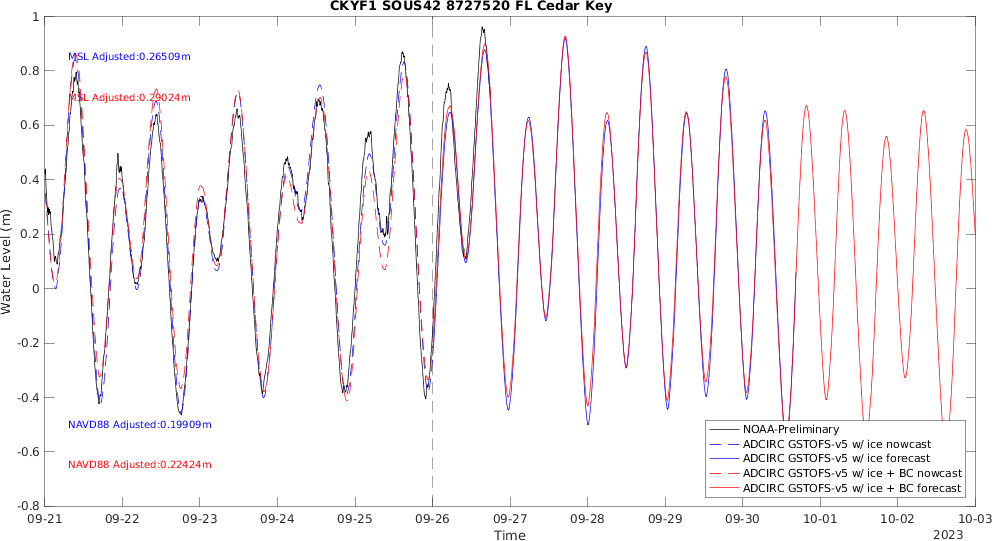 CKYF1 SOUS42 8727520 FL Cedar Key
1
0.8
0.6
0.4
0.2
0
-0.2
-0.4
-0.6
-0.8
Water Level (m)
MSL Adjusted:0.26509m
MSL Adjusted:0.29024m
NAVD88 Adjusted:0.19909m
NAVD88 Adjusted:0.22424m
NOAA-Preliminary
ADCIRC GSTOFS-v5 w/ ice nowcast
ADCIRC GSTOFS-v5 w/ ice forecast
ADCIRC GSTOFS-v5 w/ ice + BC nowcast
ADCIRC GSTOFS-v5 w/ ice + BC forecast
09-21 09-22 09-23 09-24 09-25 09-26 09-27 09-28 09-29 09-30 10-01 10-02 10-03
Time
2023